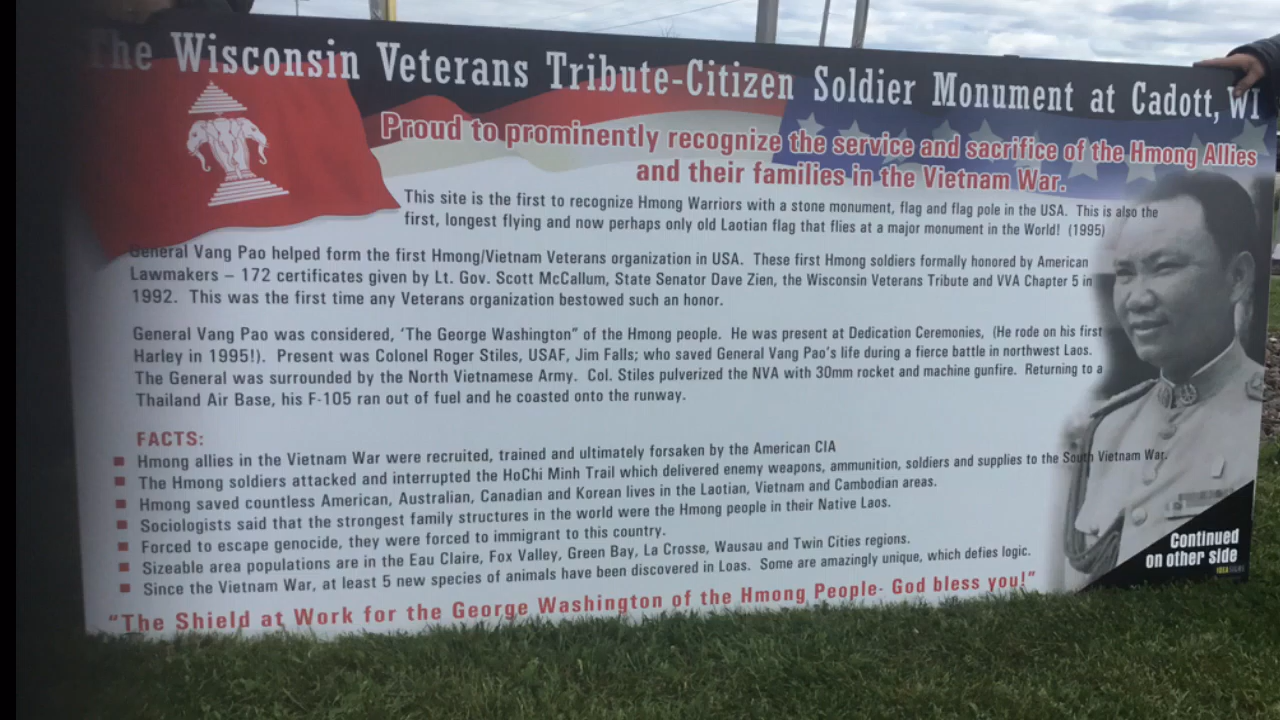 The Wisconsin Veterans Tribute-Citizen Soldier Monument at Cadott, WI
Proud to prominently recognize the service and sacrifice of the Hmong Allies
and their families in the Vietnam War.
This site is the first to recognize Hmong Warriors with a stone monument, flag and flag pole in the USA. This is also the
first, longest flying and now perhaps only old Laotian flag that flies at a major monument in the World! (1995)
General Vang Pao helped form the first Hmong/Vietnam Veterans organization in USA. These first Hmong soldiers formally honored by American
Lawmakers – 172 certificates given by Lt. Gov. Scott McCallum, State Senator Dave Zien, the Wisconsin Veterans Tribute and VVA Chapter 5 in
1992. This was the first time any Veterans organization bestowed such an honor.
General Vang Pao was considered, 'The George Washington" of the Hmong people. He was present at Dedication Ceremonies, (He rode on his first
Harley in 1995!). Present was Colonel Roger Stiles, USAF, Jim Falls; who saved General Vang Pao's life during a fierce battle in northwest Laos.
The General was surrounded by the North Vietnamese Army. Col. Stiles pulverized the NVA with 30mm rocket and machine gunfire. Returning to a
Thailand Air Base, his F-105 ran out of fuel and he coasted onto the runway.
FACTS:
Hmong allies in the Vietnam War were recruited, trained and ultimately forsaken by the American CIA
The Hmong soldiers attacked and interrupted the HoChi Minh Trail which delivered enemy weapons, ammunition, soldiers and supplies to the South Vietnam War.
Hmong saved countless American, Australian, Canadian and Korean lives in the Laotian, Vietnam and Cambodian areas.
Sociologists said that the strongest family structures in the world were the Hmong people in their Native Laos.
Forced to escape genocide, they were forced to immigrant to this country.
Sizeable area populations are in the Eau Claire, Fox Valley, Green Bay, La Crosse, Wausau and Twin Cities regions.
Since the Vietnam War, at least 5 new species of animals have been discovered in Loas. Some are amazingly unique, which defies logic.
"The Shield at Work for the George Washington of the Hmong People- God bless you!"
Continued
on other side